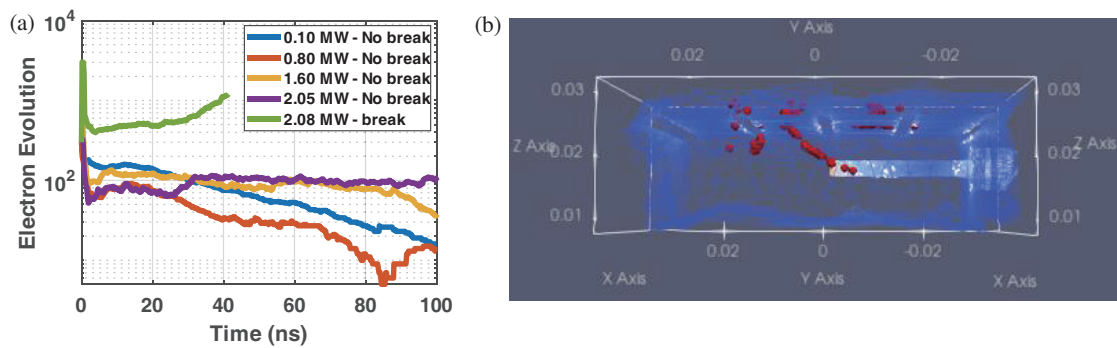 (a)
10^4
10^2
0
20
40
60
80
100
Electron Evolution
Time (ns)
0.10 MW - No break
0.80 MW - No break
1.60 MW - No break
2.05 MW - No break
2.08 MW - break
(b)
Y Axis
0.02
0
-0.02
0.03
0.03
Z Axis
0.02
0.02
Z Axis
0.01
0.01
0.02
0
-0.02
X Axis
Y Axis
X Axis